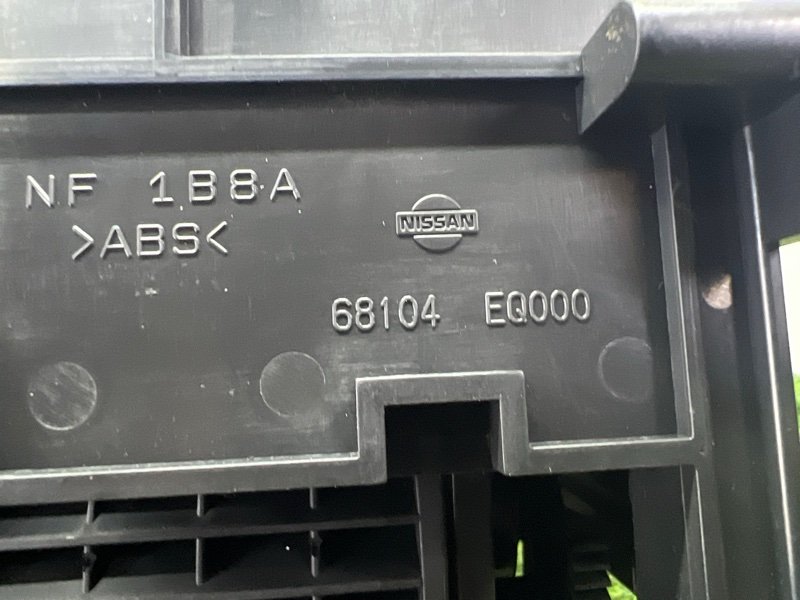 NF 1B8A
>ABS<
NISSAN
68104 EQ000